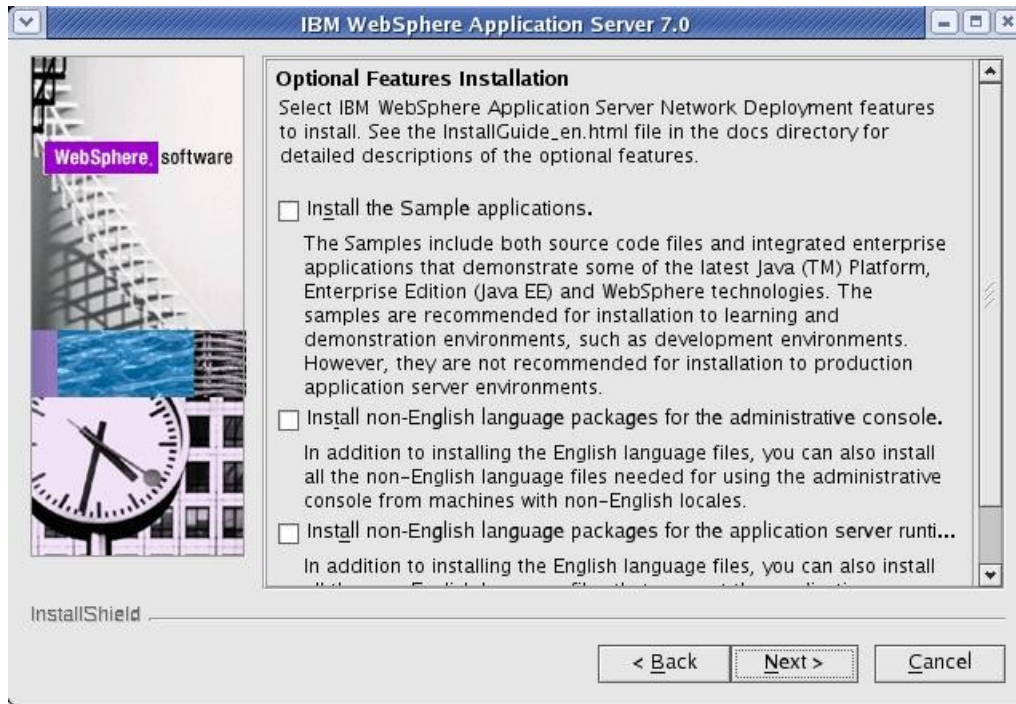 IBM WebSphere Application Server 7.0
WebSphere. software
Optional Features Installation
Select IBM WebSphere Application Server Network Deployment features
to install. See the InstallGuide_en.html file in the docs directory for
detailed descriptions of the optional features.
Install the Sample applications.
The Samples include both source code files and integrated enterprise
applications that demonstrate some of the latest Java (TM) Platform,
Enterprise Edition (Java EE) and WebSphere technologies. The
samples are recommended for installation to learning and
demonstration environments, such as development environments.
However, they are not recommended for installation to production
application server environments.
Install non-English language packages for the administrative console.
In addition to installing the English language files, you can also install
all the non-English language files needed for using the administrative
console from machines with non-English locales.
Install non-English language packages for the application server runti...
In addition to installing the English language files, you can also install
InstallShield
< Back
Next >
Cancel